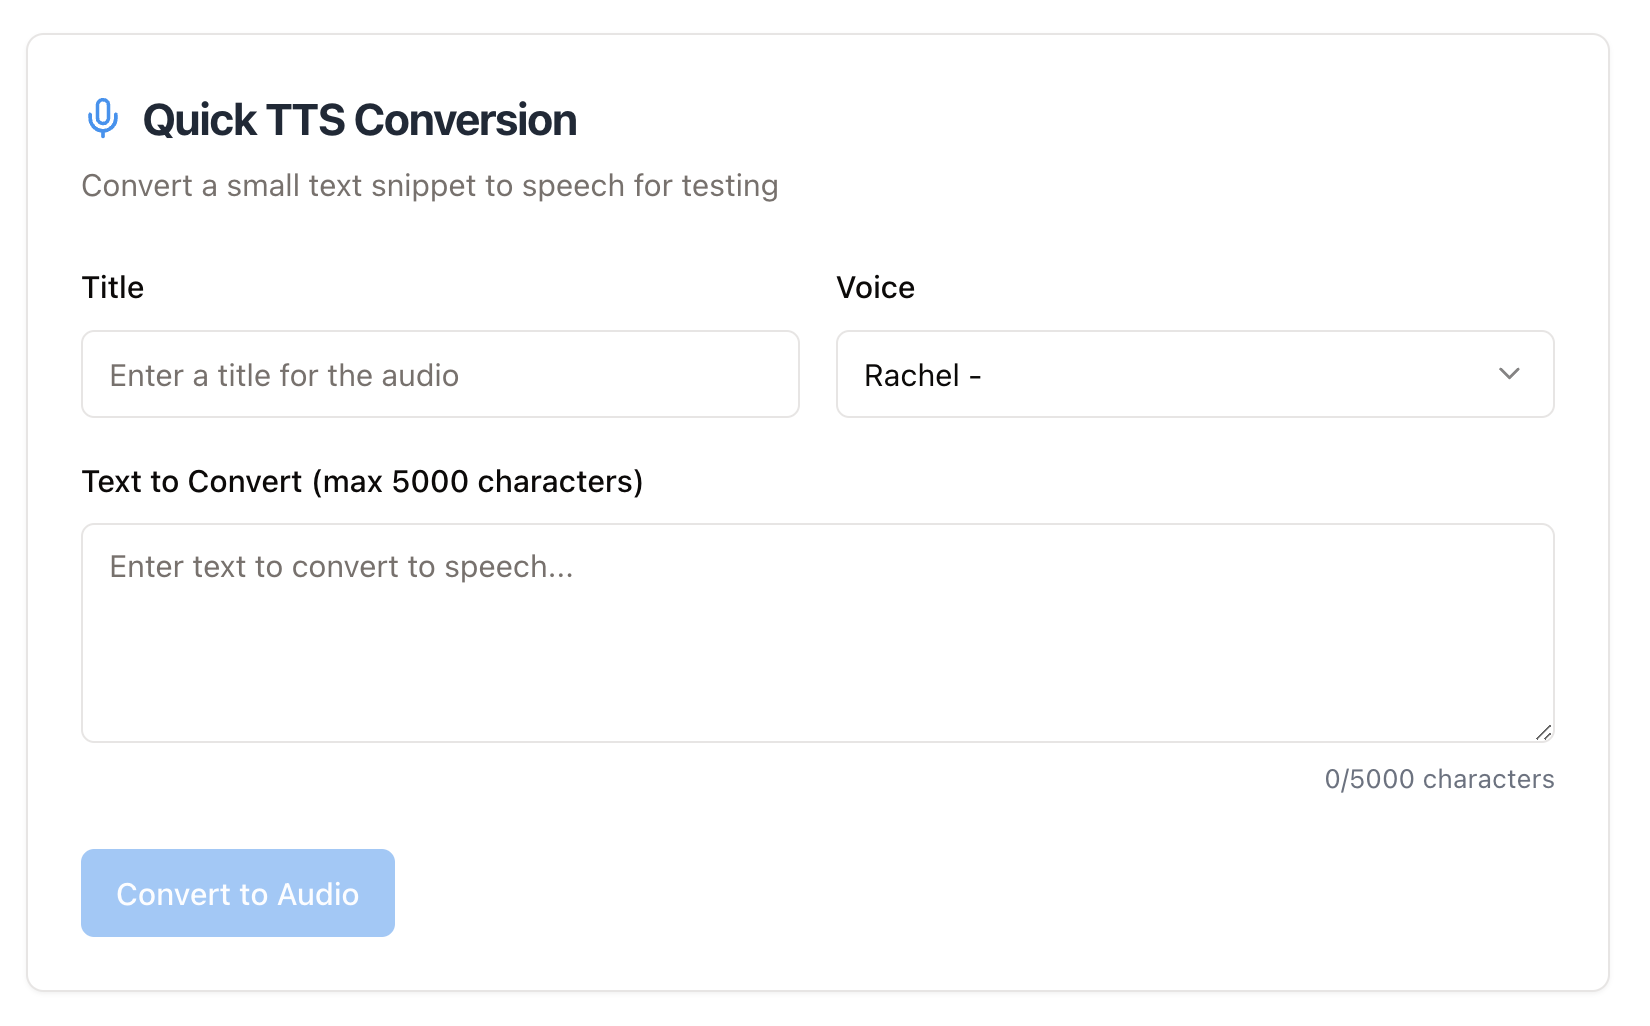 Quick TTS Conversion
Convert a small text snippet to speech for testing
Title
Voice
Enter a title for the audio
Rachel -
Text to Convert (max 5000 characters)
Enter text to convert to speech...
0/5000 characters
Convert to Audio